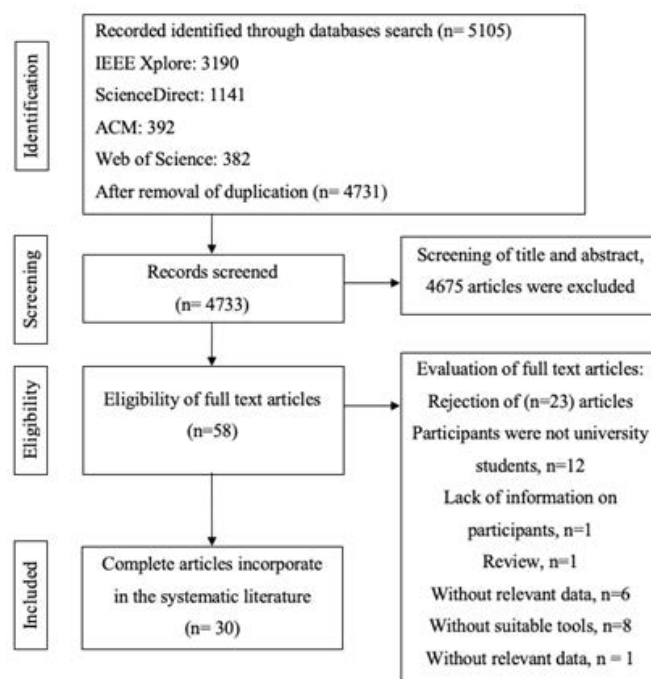 Identification
Recorded identified through databases search (n= 5105)
IEEE Xplore: 3190
ScienceDirect: 1141
ACM: 392
Web of Science: 382
After removal of duplication (n= 4731)
Screening
Records screened
(n= 4733)
Screening of title and abstract,
4675 articles were excluded
Eligibility
Eligibility of full text articles
(n=58)
Evaluation of full text articles:
Rejection of (n=23) articles
Participants were not university
students, n=12
Lack of information on
participants, n=1
Review, n=1
Without relevant data, n=6
Without suitable tools, n=8
Without relevant data, n = 1
Included
Complete articles incorporate
in the systematic literature
(n= 30)